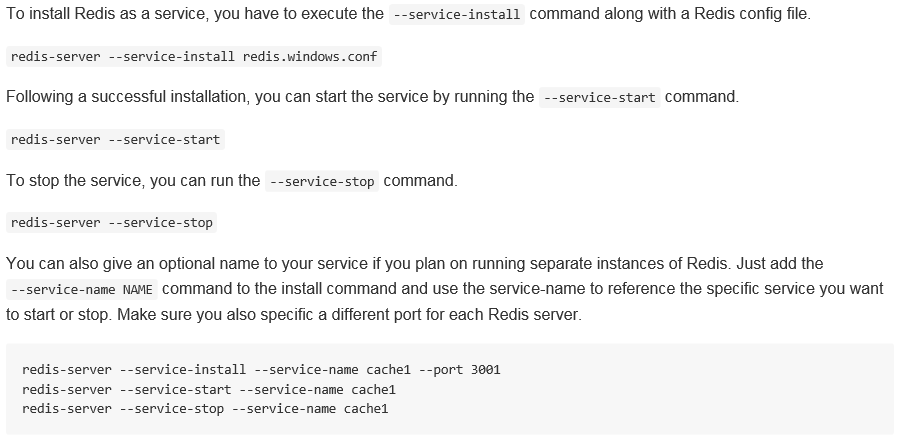 To install Redis as a service, you have to execute the --service-install command along with a Redis config file.
redis-server --service-install redis.windows.conf
Following a successful installation, you can start the service by running the --service-start command.
redis-server --service-start
To stop the service, you can run the --service-stop command.
redis-server --service-stop
You can also give an optional name to your service if you plan on running separate instances of Redis. Just add the
--service-name NAME command to the install command and use the service-name to reference the specific service you want
to start or stop. Make sure you also specific a different port for each Redis server.
redis-server --service-install --service-name cache1 --port 3001
redis-server --service-start --service-name cache1
redis-server --service-stop --service-name cache1